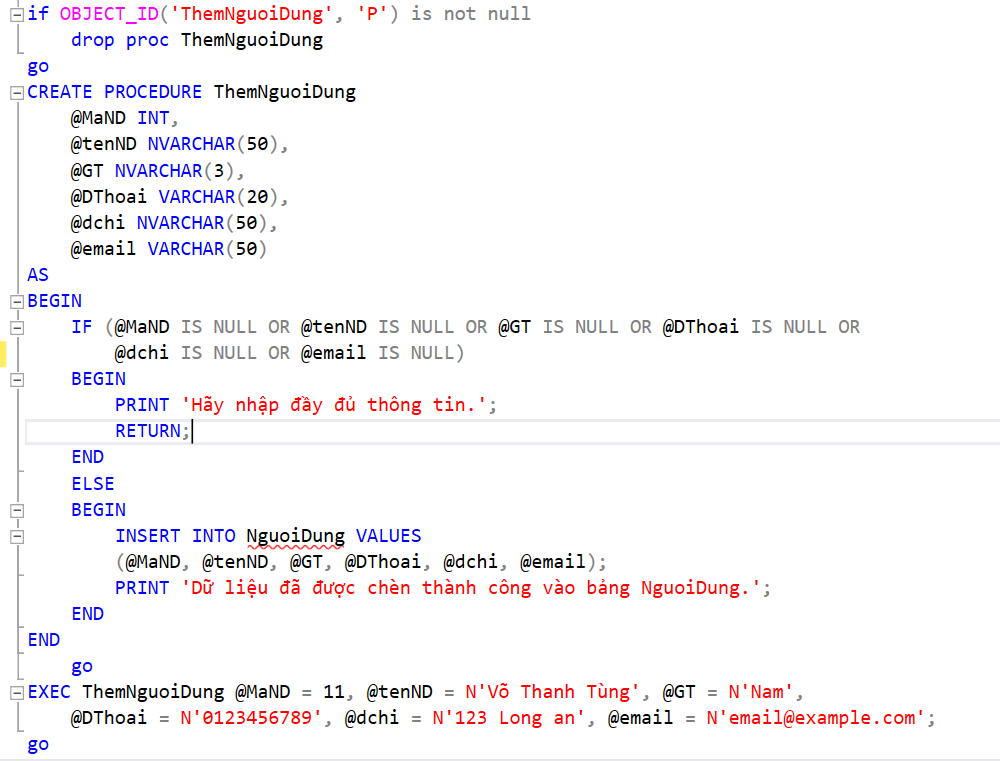 if OBJECT_ID('ThemNguoiDung', 'P') is not null
    drop proc ThemNguoiDung
go
CREATE PROCEDURE ThemNguoiDung
    @MaND INT,
    @tenND NVARCHAR(50),
    @GT NVARCHAR(3),
    @DThoai VARCHAR(20),
    @dchi NVARCHAR(50),
    @email VARCHAR(50)
AS
BEGIN
    IF (@MaND IS NULL OR @tenND IS NULL OR @GT IS NULL OR @DThoai IS NULL OR
        @dchi IS NULL OR @email IS NULL)
    BEGIN
        PRINT 'Hãy nhập đầy đủ thông tin.';
        RETURN;
    END
    ELSE
    BEGIN
        INSERT INTO NguoiDung VALUES
        (@MaND, @tenND, @GT, @DThoai, @dchi, @email);
        PRINT 'Dữ liệu đã được chèn thành công vào bảng NguoiDung.';
    END
END
    go
EXEC ThemNguoiDung @MaND = 11, @tenND = N'Võ Thanh Tùng', @GT = N'Nam',
    @DThoai = N'0123456789', @dchi = N'123 Long an', @email = N'email@example.com';
go